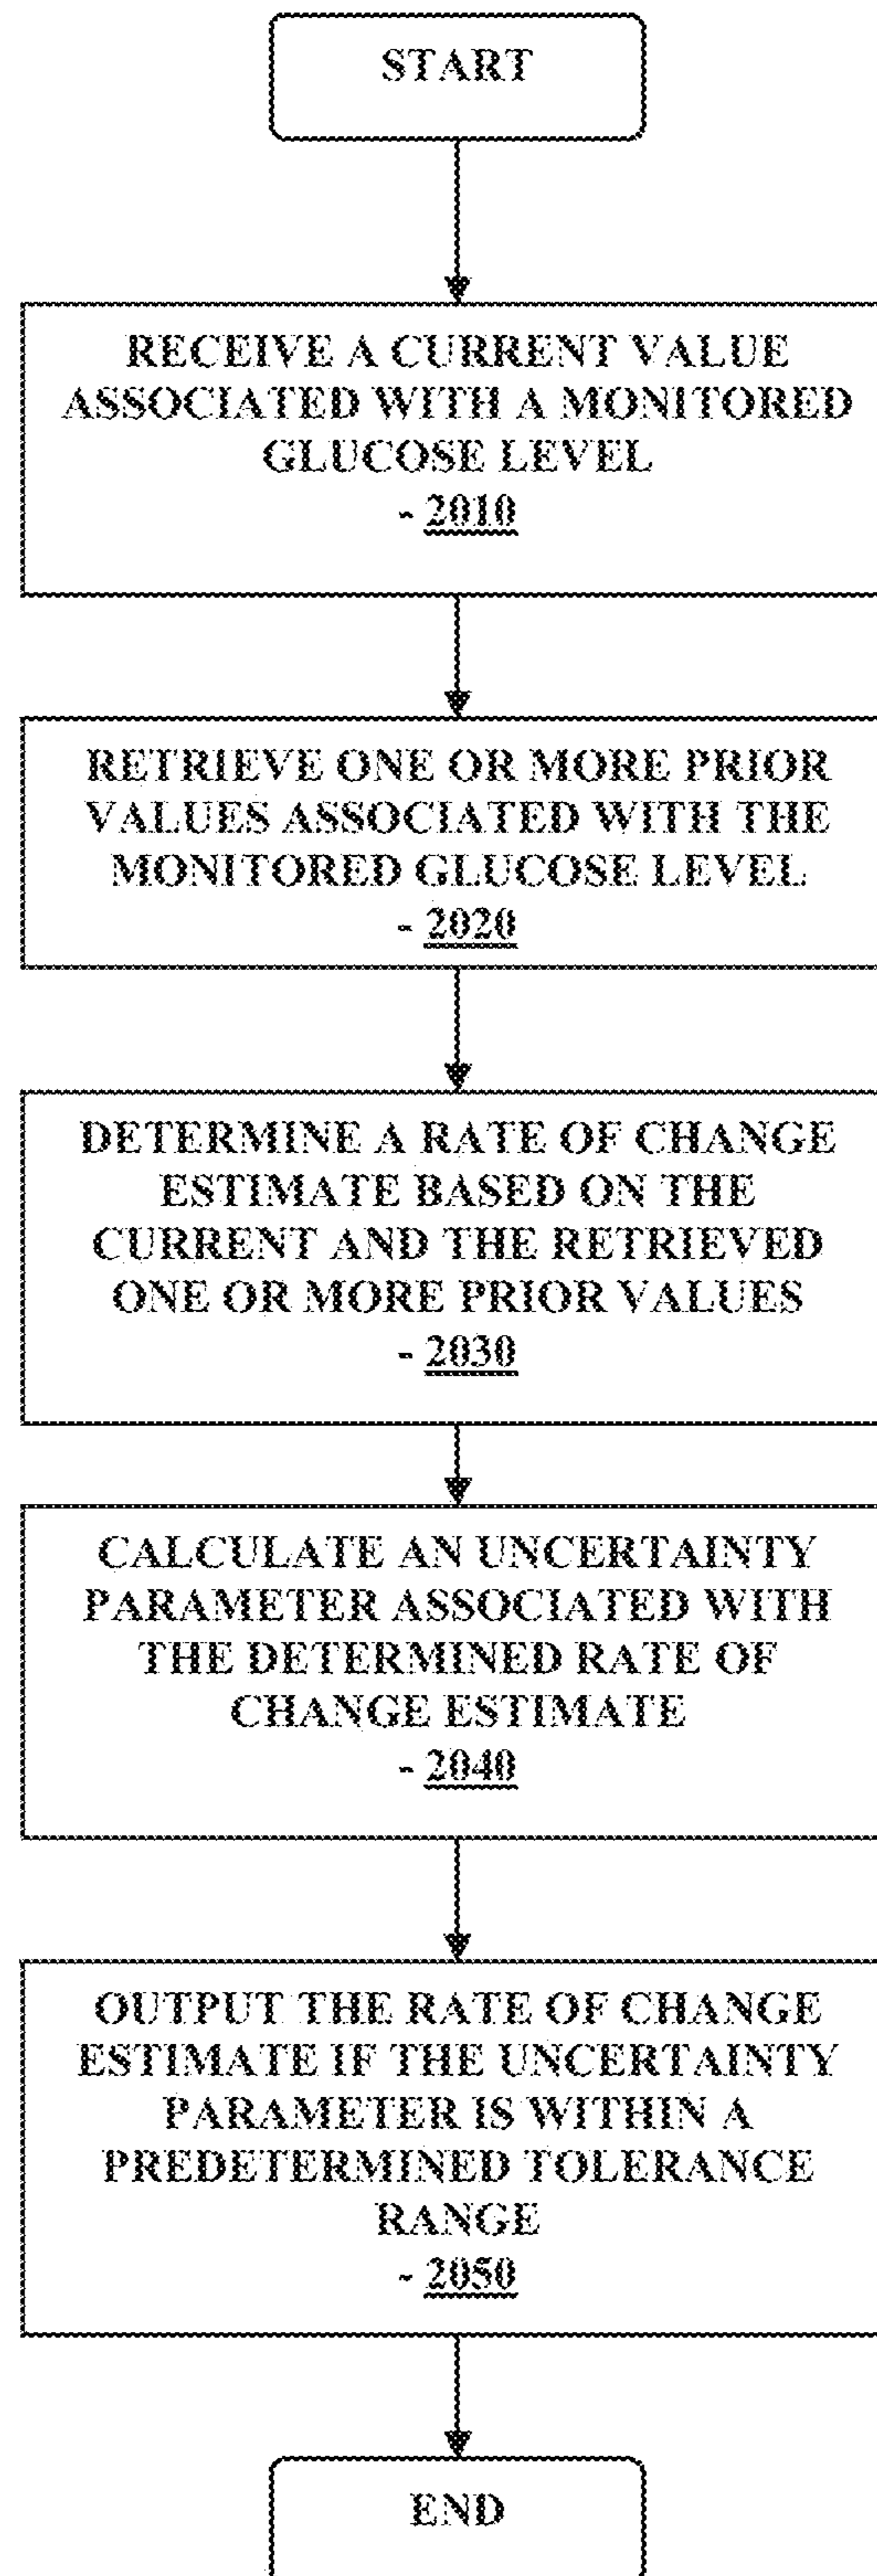 START
RECEIVE A CURRENT VALUE
ASSOCIATED WITH A MONITORED
GLUCOSE LEVEL
- 2010
RETRIEVE ONE OR MORE PRIOR
VALUES ASSOCIATED WITH THE
MONITORED GLUCOSE LEVEL
- 2020
DETERMINE A RATE OF CHANGE
ESTIMATE BASED ON THE
CURRENT AND THE RETRIEVED
ONE OR MORE PRIOR VALUES
- 2030
CALCULATE AN UNCERTAINTY
PARAMETER ASSOCIATED WITH
THE DETERMINED RATE OF
CHANGE ESTIMATE
- 2040
OUTPUT THE RATE OF CHANGE
ESTIMATE IF THE UNCERTAINTY
PARAMETER IS WITHIN A
PREDETERMINED TOLERANCE
RANGE
- 2050
END